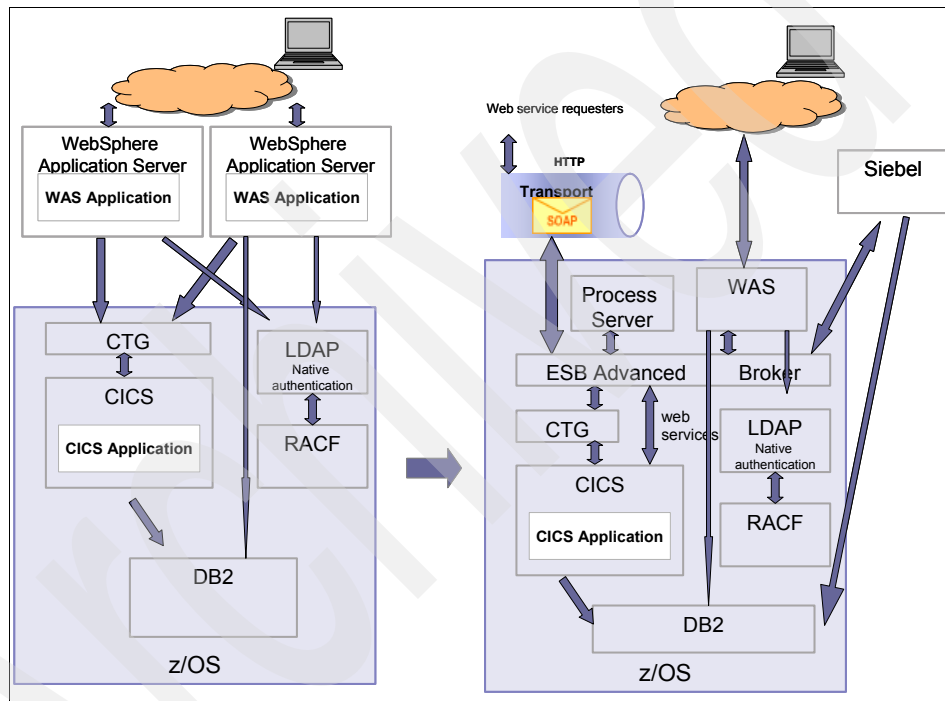 WebSphere
Application Server
WAS Application
WebSphere
Application Server
WAS Application
CTG
CICS
CICS Application
LDAP
Native
authentication
RACF
DB2
z/OS
Web service requesters
HTTP
Transport
SOAP
Siebel
Process
Server
WAS
ESB Advanced
Broker
CTG
web
services
CICS
CICS Application
LDAP
Native
authentication
RACF
DB2
z/OS